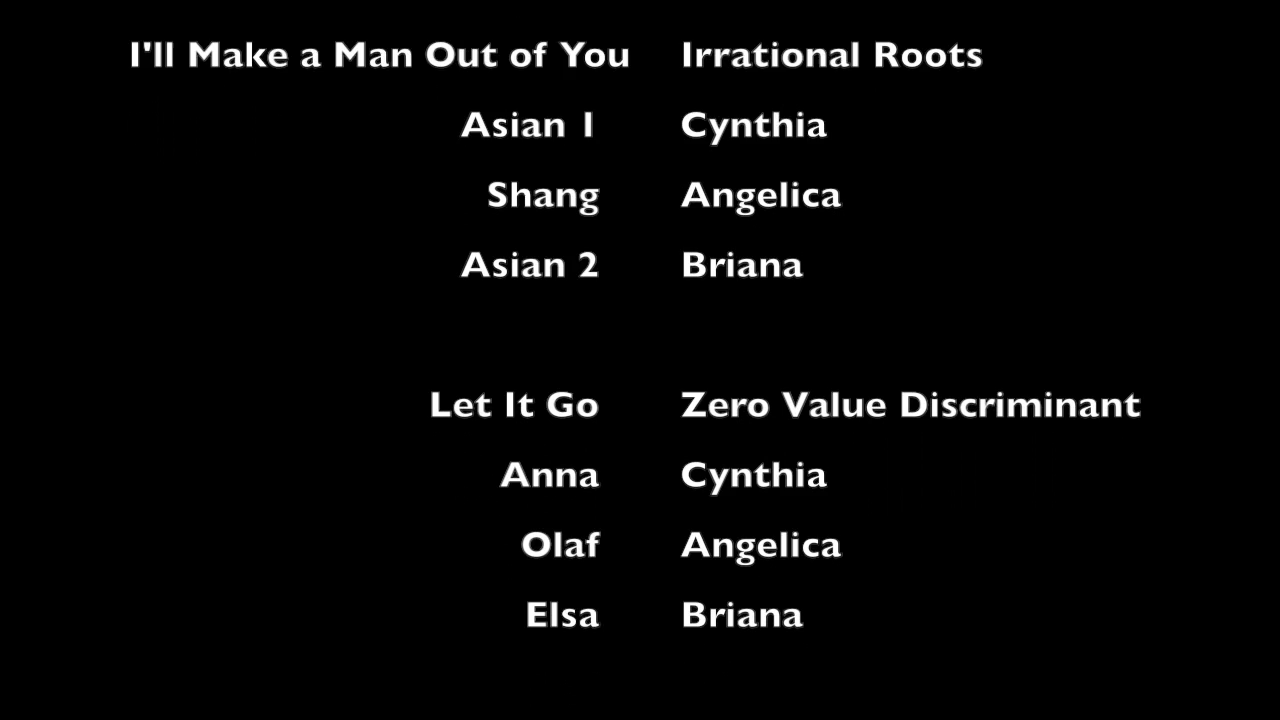 I'll Make a Man Out of You Irrational Roots
Asian 1 Cynthia
Shang Angelica
Asian 2 Briana
Let It Go Zero Value Discriminant
Anna Cynthia
Olaf Angelica
Elsa Briana